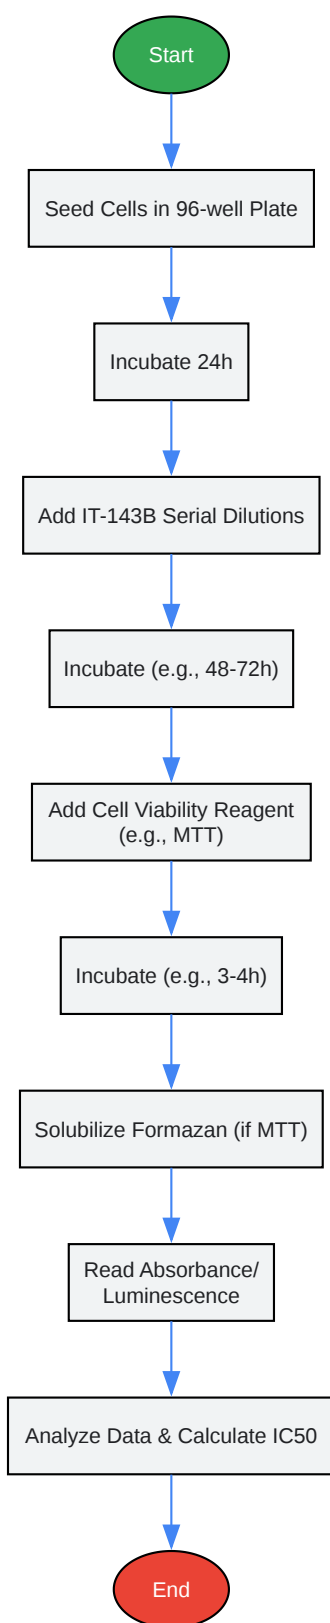 Start
Seed Cells in 96-well Plate
Incubate 24h
Add IT-143B Serial Dilutions
Incubate (e.g., 48-72h)
Add Cell Viability Reagent
(e.g., MTT)
Incubate (e.g., 3-4h)
Solubilize Formazan (if MTT)
Read Absorbance/
Luminescence
Analyze Data & Calculate IC50
End